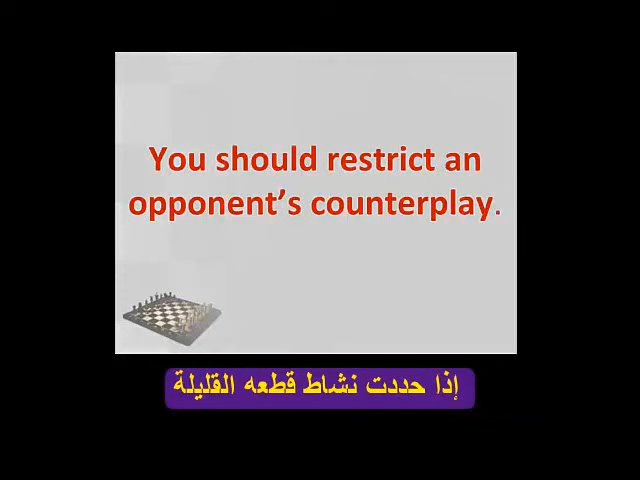 You should restrict an
opponent’s counterplay.
إذا حددت نشاط قطعه القليلة